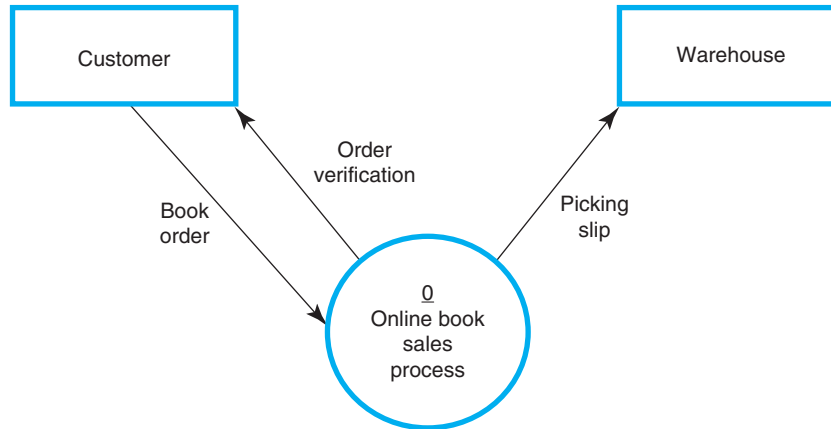 Customer
Warehouse
Order
verification
Book
order
Picking
slip
0
Online book
sales
process